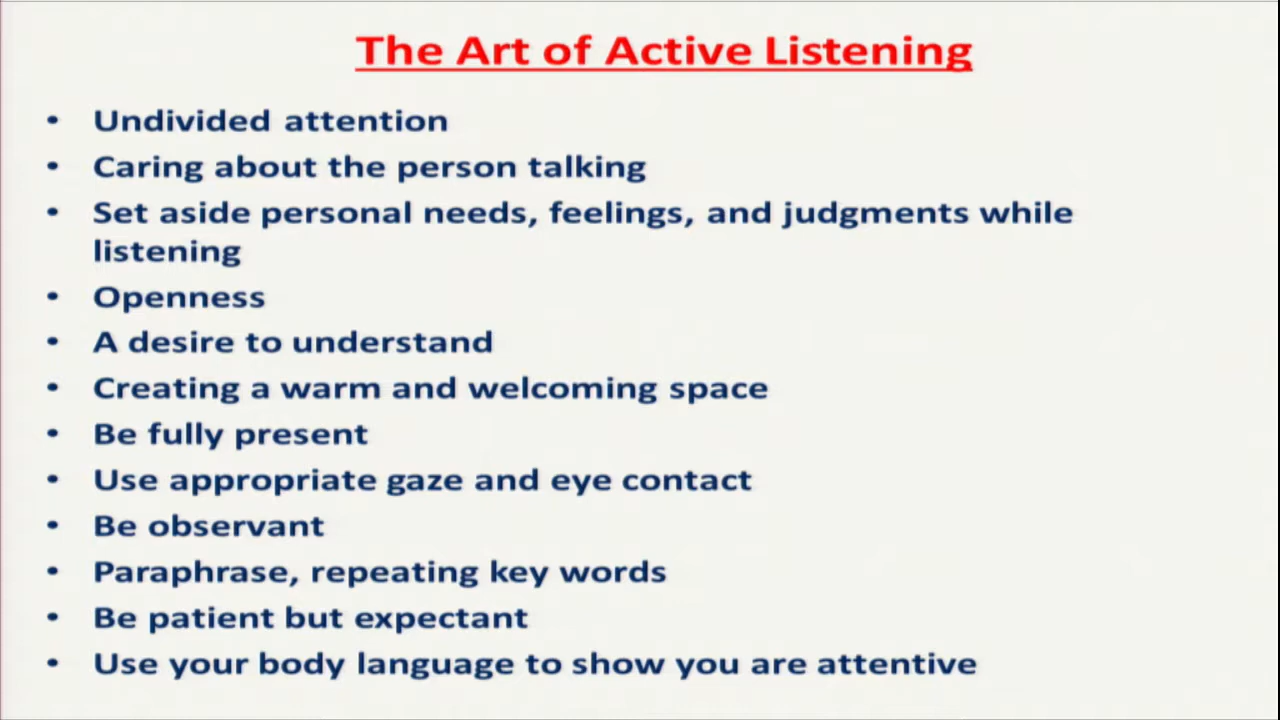 The Art of Active Listening
• Undivided attention
• Caring about the person talking
• Set aside personal needs, feelings, and judgments while
listening
• Openness
• A desire to understand
• Creating a warm and welcoming space
• Be fully present
• Use appropriate gaze and eye contact
• Be observant
• Paraphrase, repeating key words
• Be patient but expectant
• Use your body language to show you are attentive